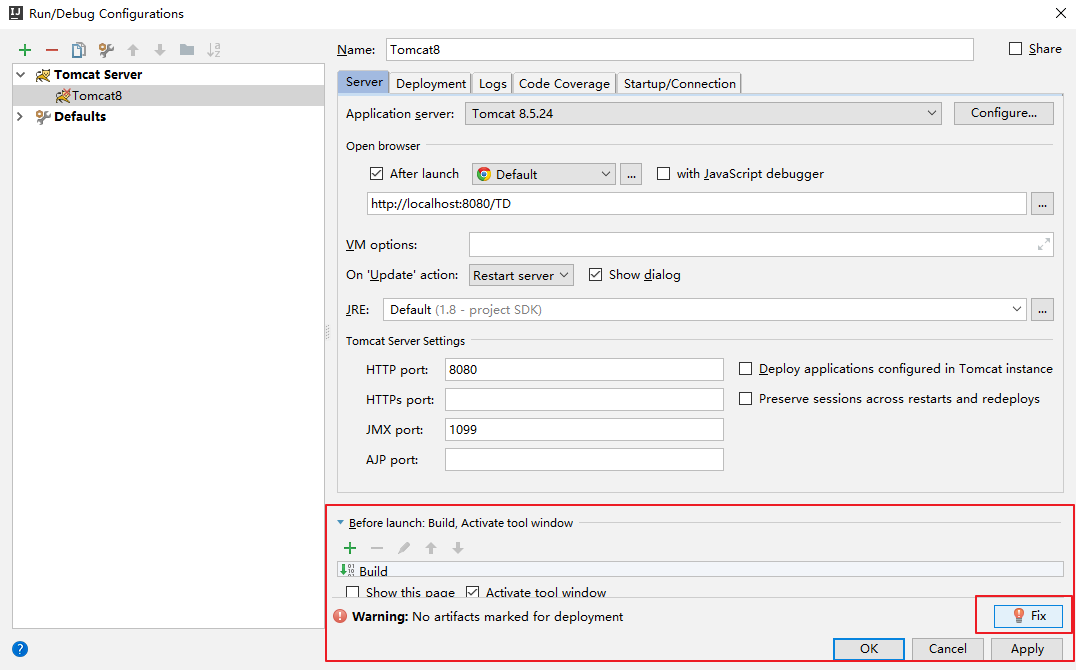 Run/Debug Configurations
Name: Tomcat8 Share
Tomcat Server
Tomcat8
Defaults
Server Deployment Logs Code Coverage Startup/Connection
Application server: Tomcat 8.5.24 Configure...
Open browser
After launch Default ... with JavaScript debugger
http://localhost:8080/TD ...
VM options:
On 'Update' action: Restart server Show dialog
JRE: Default (1.8 - project SDK) ...
Tomcat Server Settings
HTTP port: 8080 Deploy applications configured in Tomcat instance
HTTPs port: Preserve sessions across restarts and redeploys
JMX port: 1099
AJP port:
Before launch: Build, Activate tool window
Build
Show this page Activate tool window
Warning: No artifacts marked for deployment Fix
? OK Cancel Apply